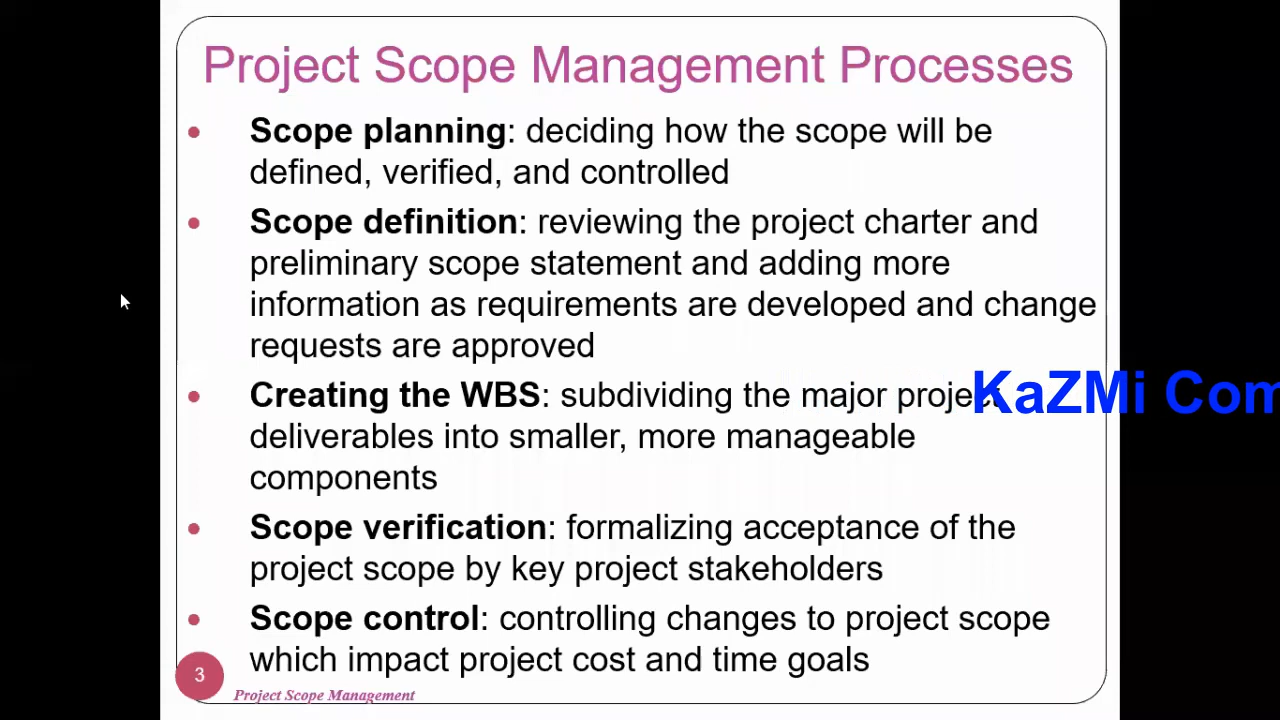 Project Scope Management Processes
• Scope planning: deciding how the scope will be
defined, verified, and controlled
• Scope definition: reviewing the project charter and
preliminary scope statement and adding more
information as requirements are developed and change
requests are approved
• Creating the WBS: subdividing the major project
deliverables into smaller, more manageable
components
• Scope verification: formalizing acceptance of the
project scope by key project stakeholders
• Scope control: controlling changes to project scope
which impact project cost and time goals
3
Project Scope Management
KaZMi Com